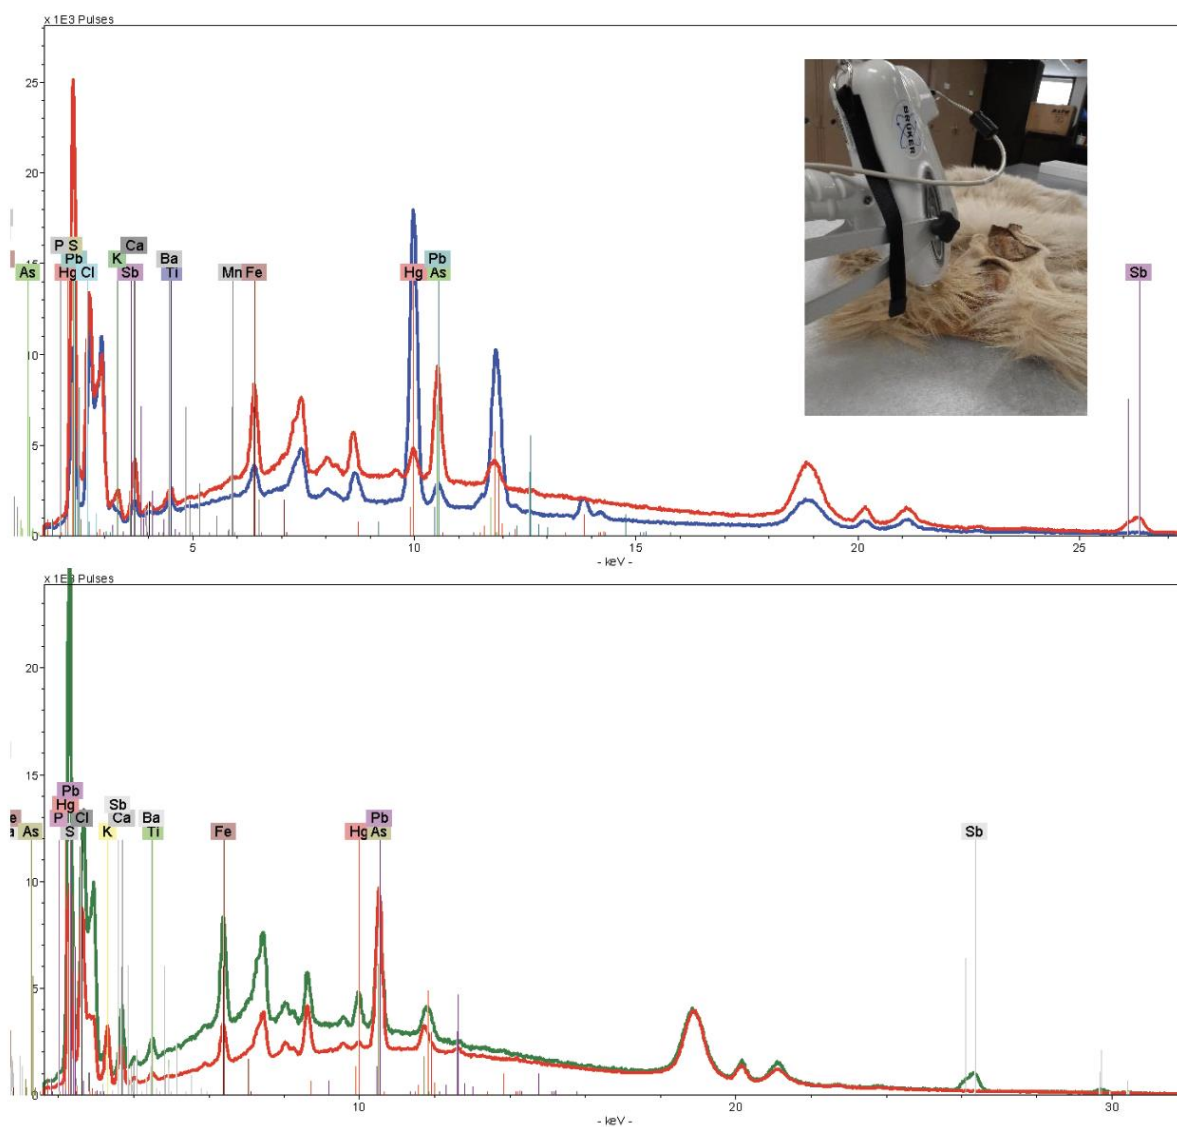 x 1E3 Pulses
25
20
15
10
5
0
P S Ca
Pb K Ba
As Hg Cl Sb Ti Mn Fe Hg Pb As Sb
BRUKER
5 10 15 20 25
- keV -
x 1E3 Pulses
20
15
10
5
0
Pb
Hg Sb
P Cl Ca Ba Pb
As S K Ti Fe Hg As Sb
10 20 30
- keV -